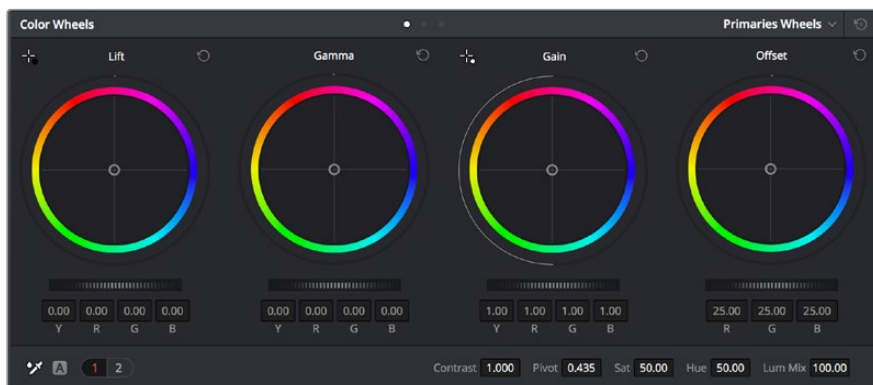 Color Wheels Primaries Wheels
Lift Gamma Gain Offset
0.00 0.00 0.00 0.00 0.00 0.00 0.00 0.00 1.00 1.00 1.00 1.00 25.00 25.00 25.00
Y R G B Y R G B Y R G B R G B
A 1 2 Contrast 1.000 Pivot 0.435 Sat 50.00 Hue 50.00 Lum Mix 100.00